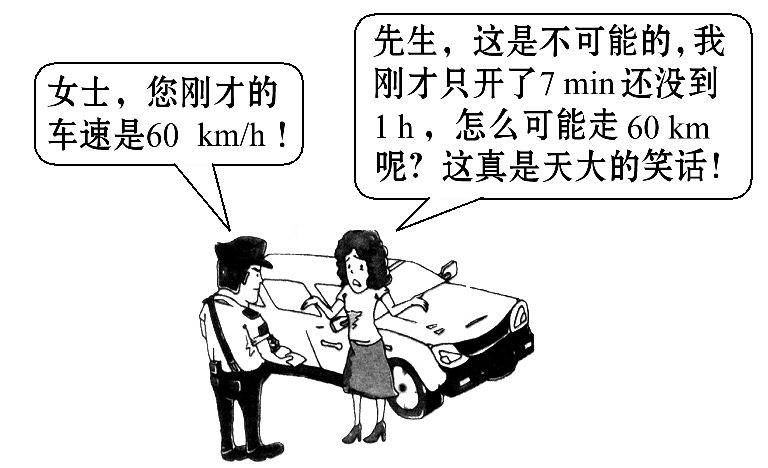 女士，您刚才的
车速是60 km/h！
先生，这是不可能的，我
刚才只开了7 min还没到
1 h，怎么可能走 60 km
呢？这真是天大的笑话！